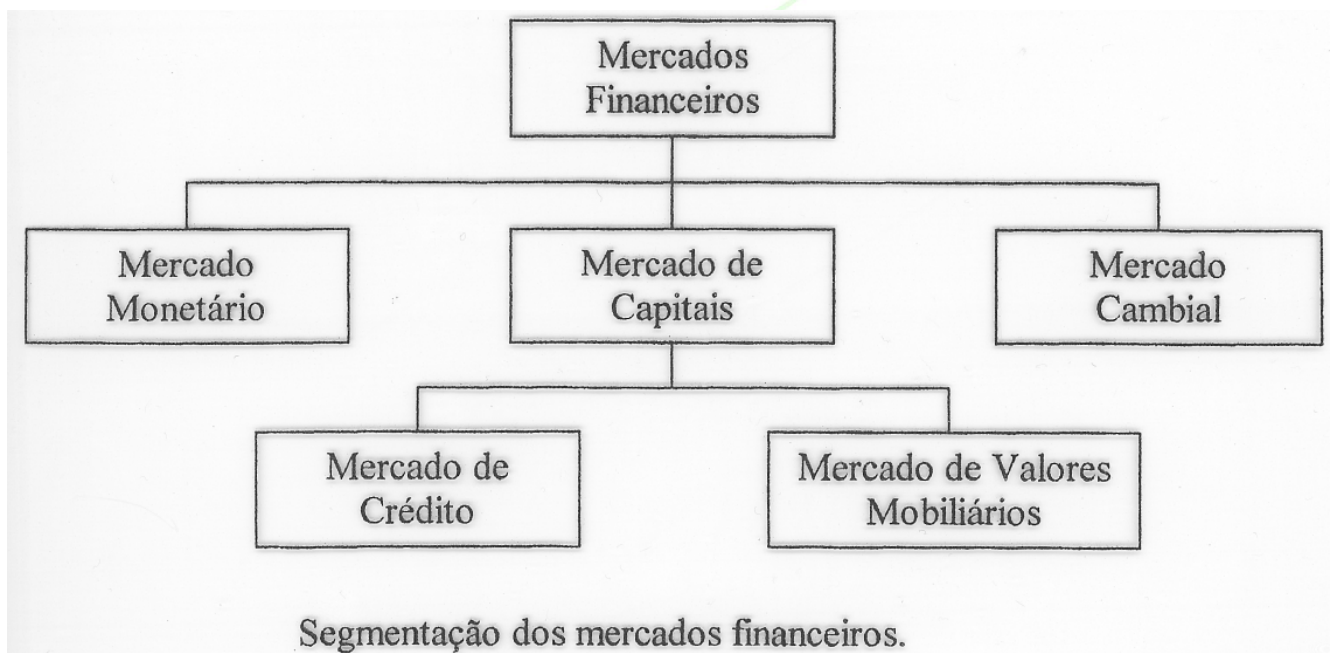 Mercados
Financeiros
Mercado
Monetário
Mercado de
Capitais
Mercado
Cambial
Mercado de
Crédito
Mercado de Valores
Mobiliários
Segmentação dos mercados financeiros.